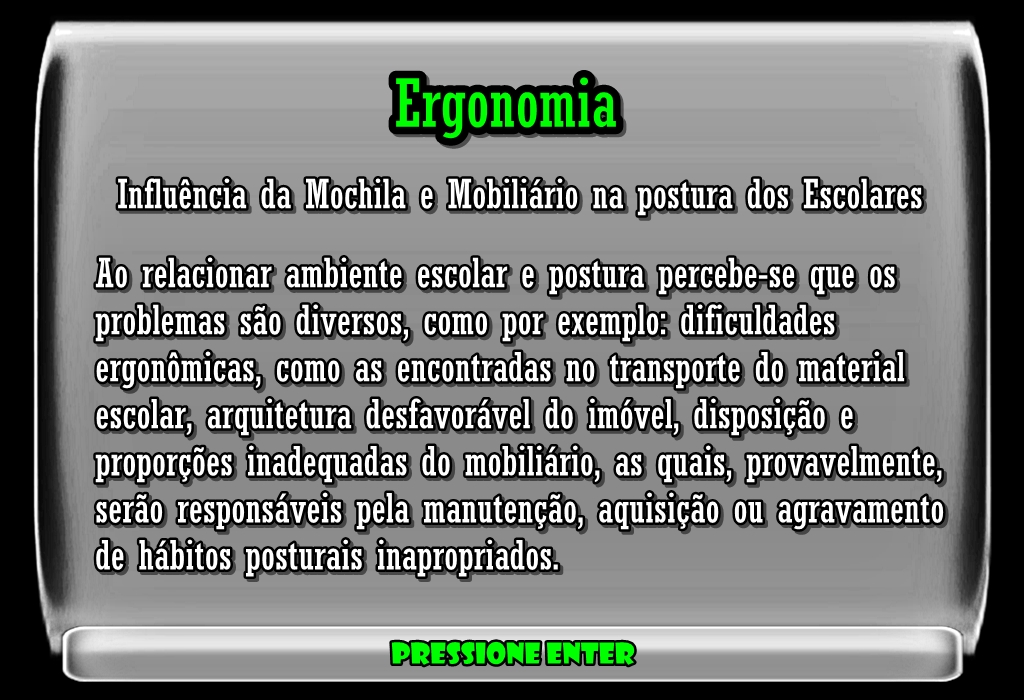 Ergonomia
Influência da Mochila e Mobiliário na postura dos Escolares
Ao relacionar ambiente escolar e postura percebe-se que os
problemas são diversos, como por exemplo: dificuldades
ergonômicas, como as encontradas no transporte do material
escolar, arquitetura desfavorável do imóvel, disposição e
proporções inadequadas do mobiliário, as quais, provavelmente,
serão responsáveis pela manutenção, aquisição ou agravamento
de hábitos posturais inapropriados.
PRESSIONE ENTER